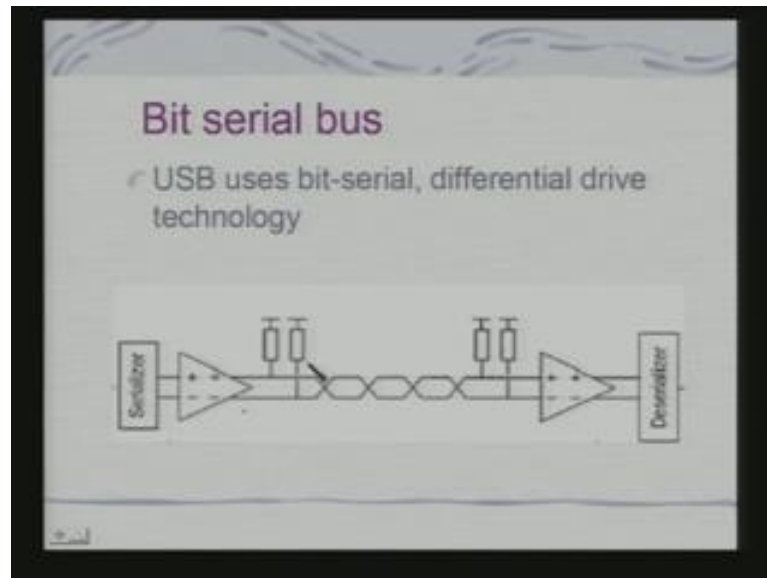 Bit serial bus
USB uses bit-serial, differential drive
technology
Serializer
+ +
- -
+ +
- -
Deserializer